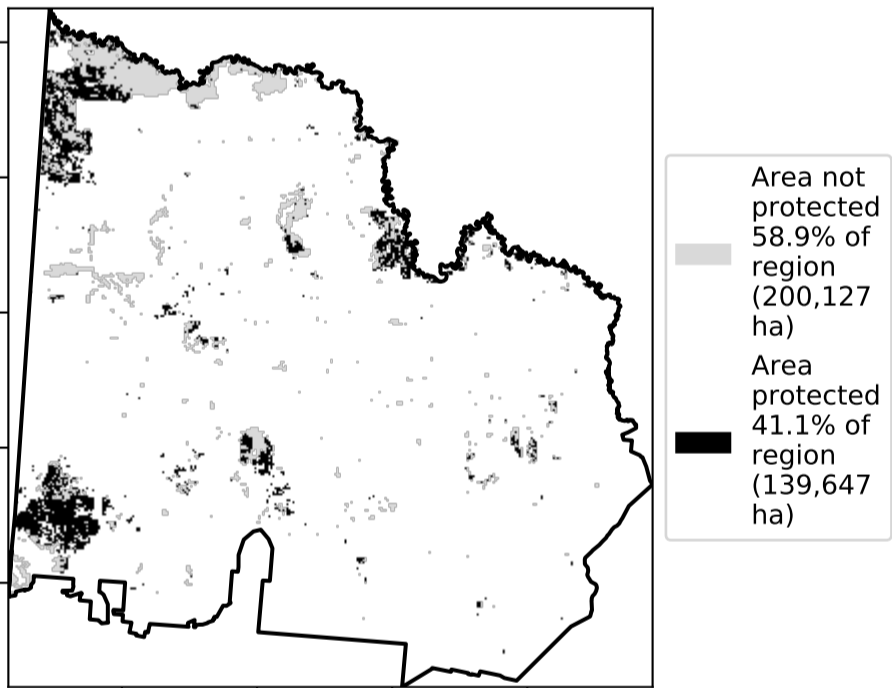 Area not
protected
58.9% of
region
(200,127
ha)
Area
protected
41.1% of
region
(139,647
ha)